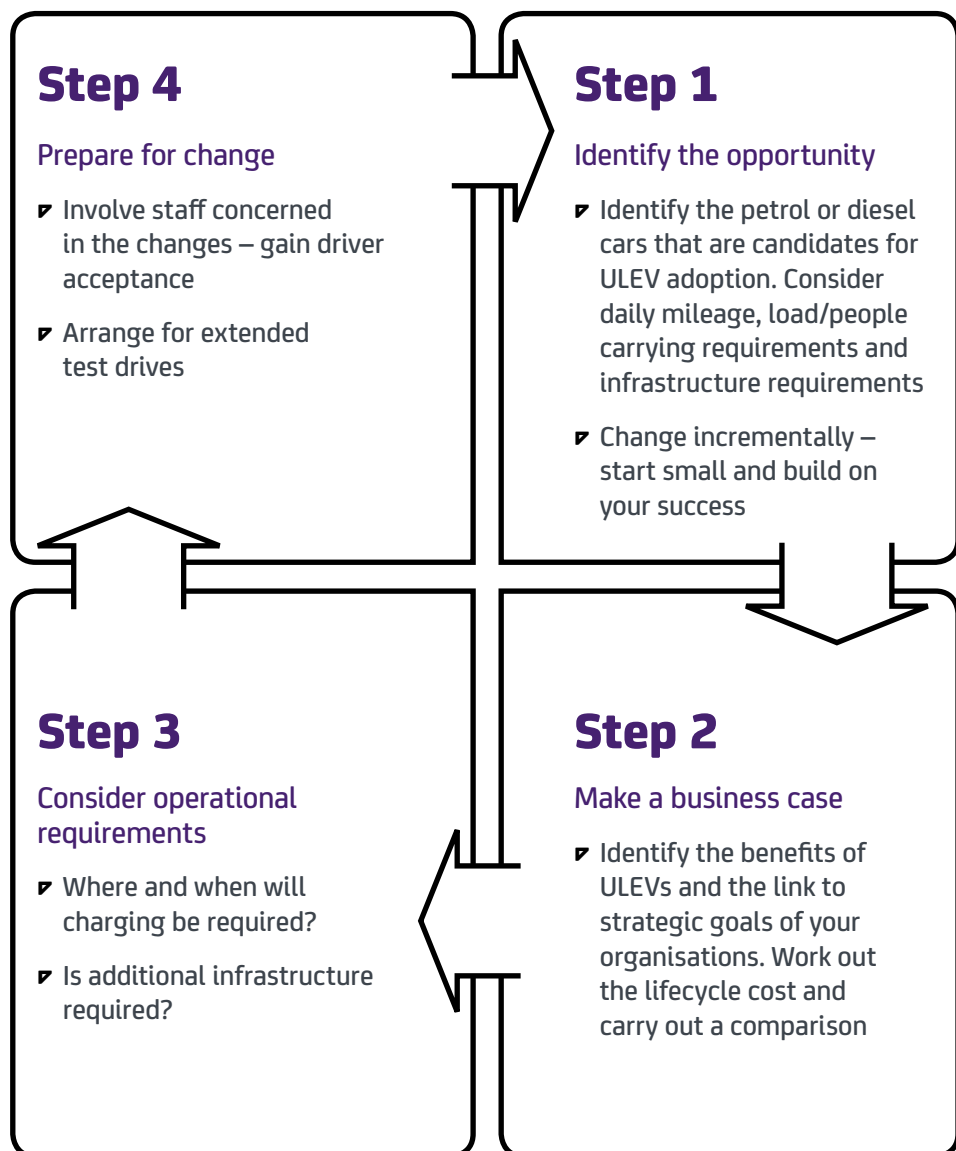 Step 4
Prepare for change
Involve staff concerned
in the changes – gain driver
acceptance
Arrange for extended
test drives
Step 1
Identify the opportunity
Identify the petrol or diesel
cars that are candidates for
ULEV adoption. Consider
daily mileage, load/people
carrying requirements and
infrastructure requirements
Change incrementally –
start small and build on
your success
Step 3
Consider operational
requirements
Where and when will
charging be required?
Is additional infrastructure
required?
Step 2
Make a business case
Identify the benefits of
ULEVs and the link to
strategic goals of your
organisations. Work out
the lifecycle cost and
carry out a comparison